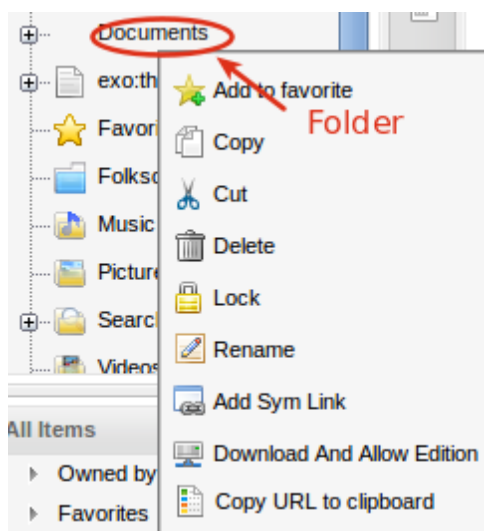 Documents
exo:th
Favori
Folkso
Music
Picture
Searc
Videos
Add to favorite
Folder
Copy
Cut
Delete
Lock
Rename
Add Sym Link
Download And Allow Edition
Copy URL to clipboard
All Items
Owned by
Favorites